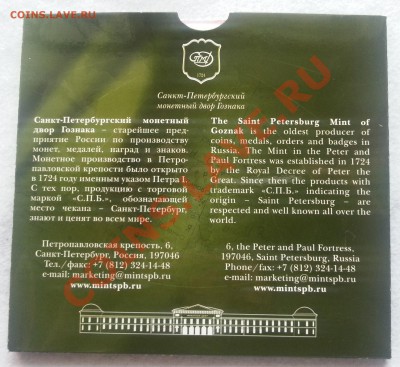 COINS.LAVE.RU
1724
Санкт-Петербургский
монетный двор Гознака
Санкт-Петербургский монетный
двор Гознака – старейшее пред-
приятие России по производству
монет, медалей, наград и знаков.
Монетное производство в Петро-
павловской крепости было открыто
в 1724 году именным указом Петра I.
С тех пор, продукцию с торговой
маркой «С.П.Б.», обозначающей
место чекана – Санкт-Петербург,
знают и ценят во всем мире.
Петропавловская крепость, 6,
Санкт-Петербург, Россия, 197046
Тел./факс: +7 (812) 324-14-48
e-mail: marketing@mintspb.ru
www.mintspb.ru
The Saint Petersburg Mint of
Goznak is the oldest producer of
coins, medals, orders and badges in
Russia. The Mint in the Peter and
Paul Fortress was established in 1724
by the Royal Decree of Peter the
Great. Since then the products with
trademark «С.П.Б.» indicating the
origin – Saint Petersburg – are
respected and well known all over the
world.
6, the Peter and Paul Fortress,
197046, Saint Petersburg, Russia
Phone/fax: +7 (812) 324-14-48
e-mail: marketing@mintspb.ru
www.mintspb.ru
COINS.LAVE.RU